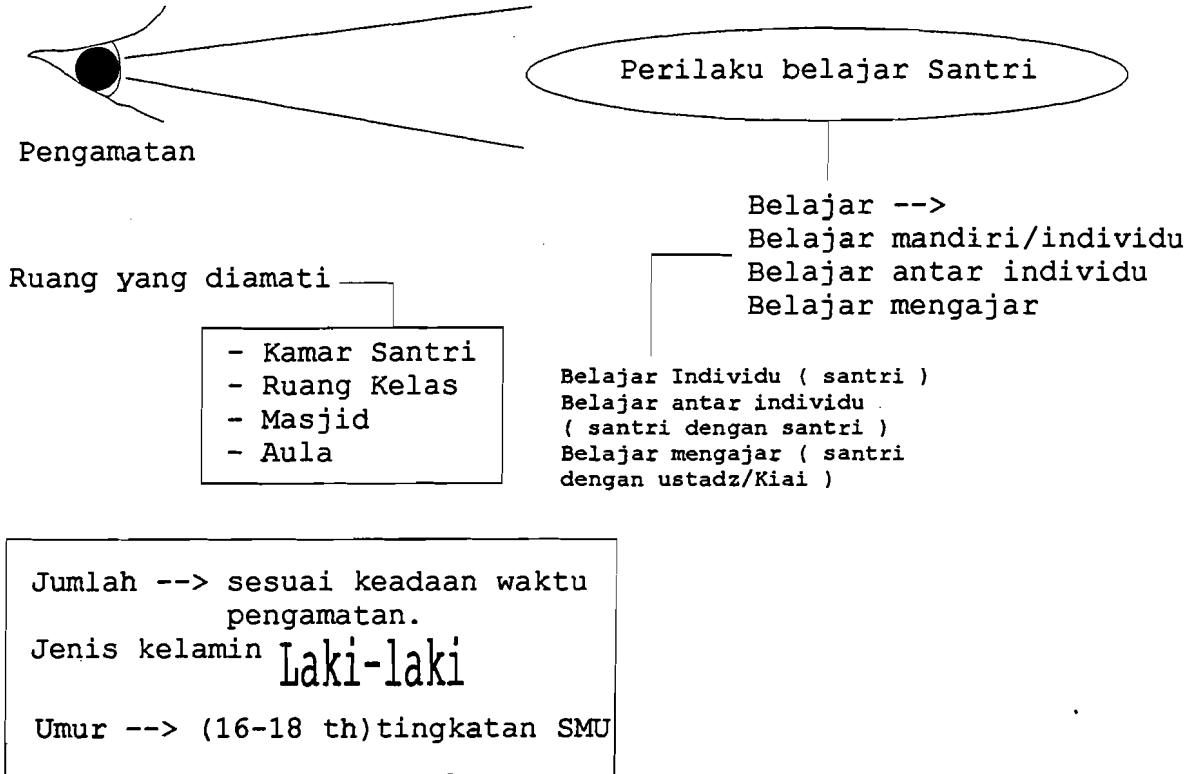 Perilaku belajar Santri
Pengamatan
Belajar -->
Belajar mandiri/individu
Belajar antar individu
Belajar mengajar
Ruang yang diamati
- Kamar Santri
- Ruang Kelas
- Masjid
- Aula
Belajar Individu ( santri )
Belajar antar individu
( santri dengan santri )
Belajar mengajar ( santri
dengan ustadz/Kiai )
Jumlah --> sesuai keadaan waktu
pengamatan.
Jenis kelamin Laki-laki
Umur --> (16-18 th)tingkatan SMU